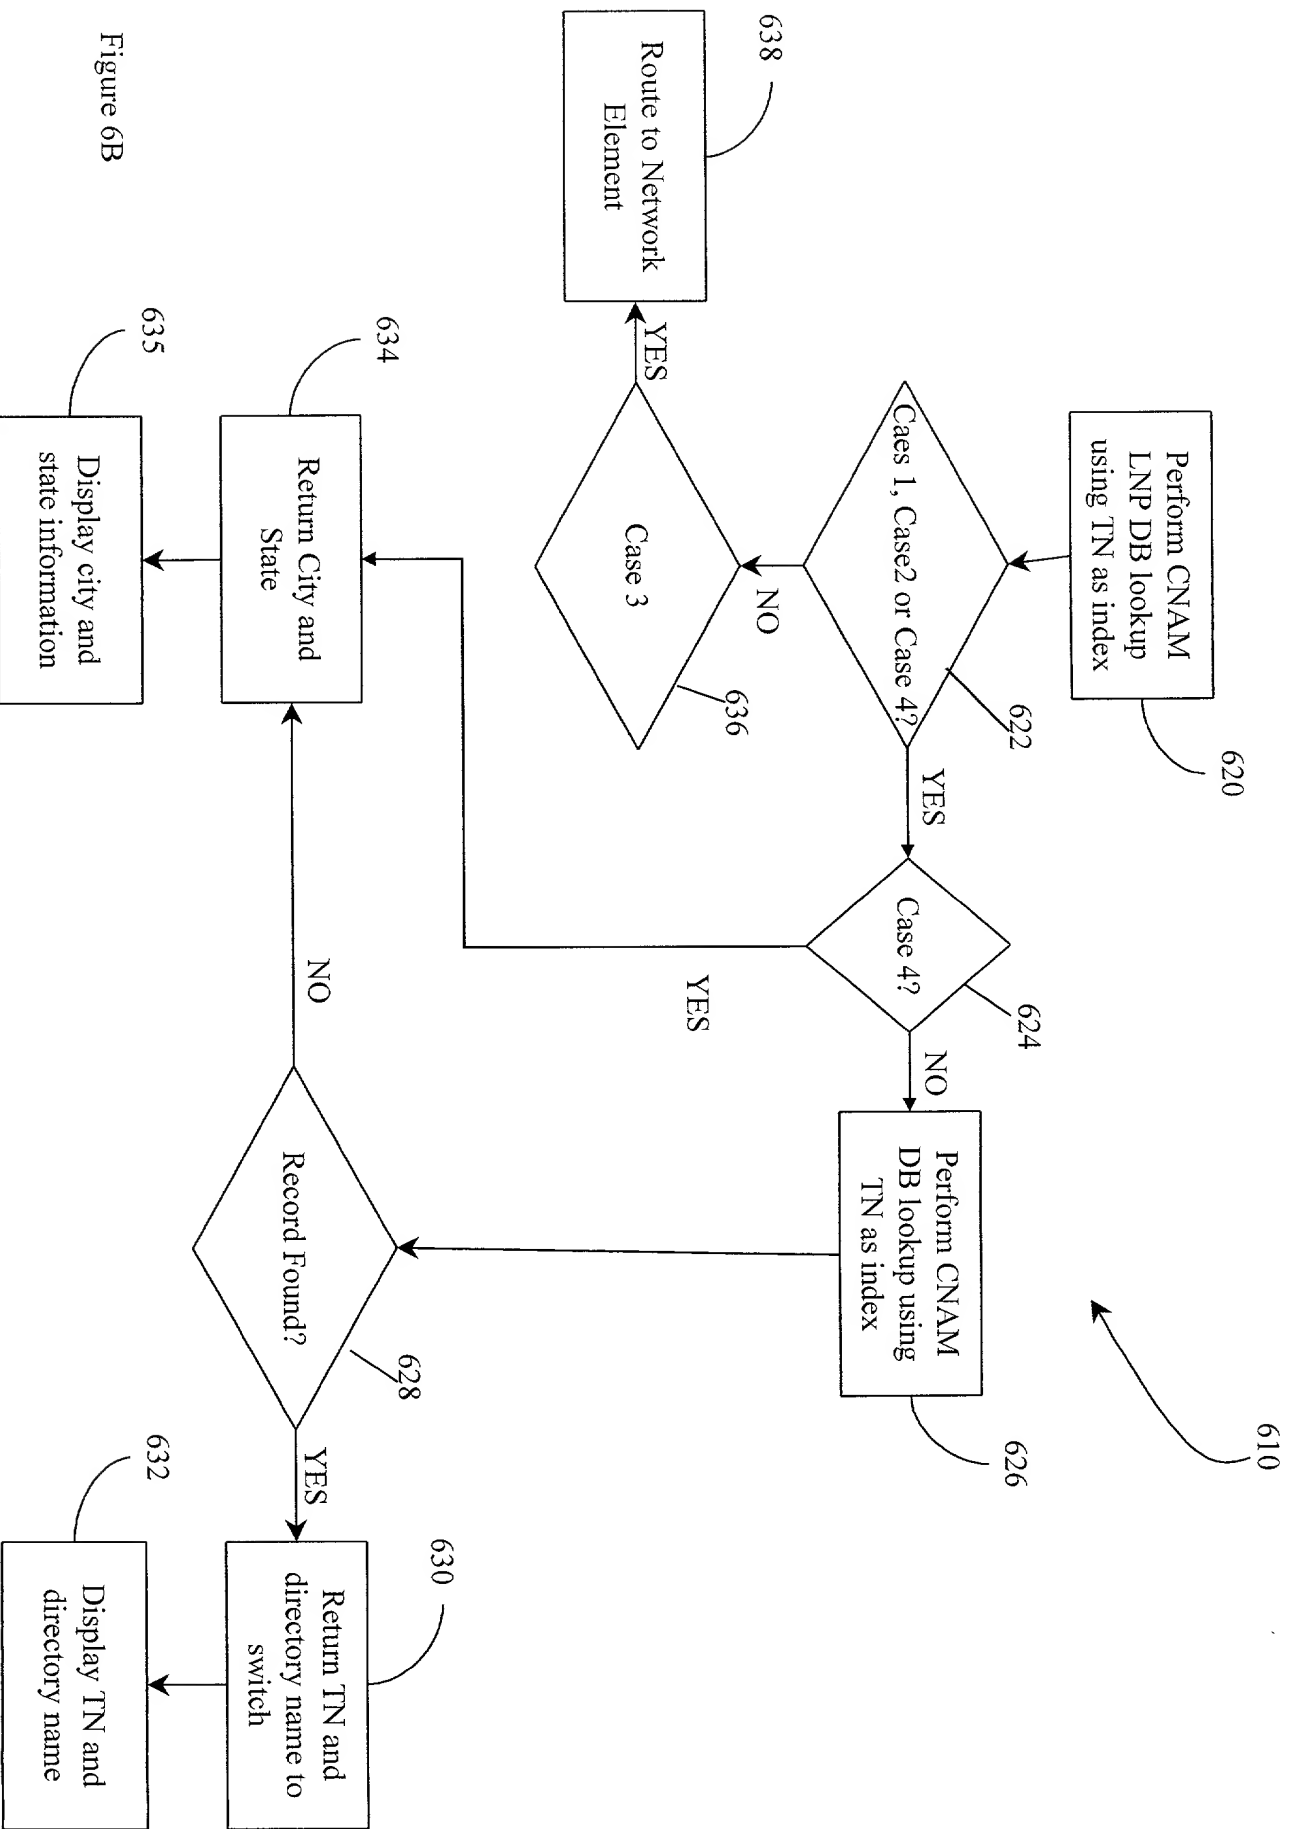 610
Perform CNAM
LNP DB lookup
using TN as index
620
Caes 1, Case2 or Case 4?
622
YES
Case 4?
624
NO
Perform CNAM
DB lookup using
TN as index
626
NO
YES
Case 3
636
YES
Route to Network
Element
638
Record Found?
628
NO
YES
Return City and
State
634
Display city and
state information
635
Return TN and
directory name to
switch
630
Display TN and
directory name
632
Figure 6B